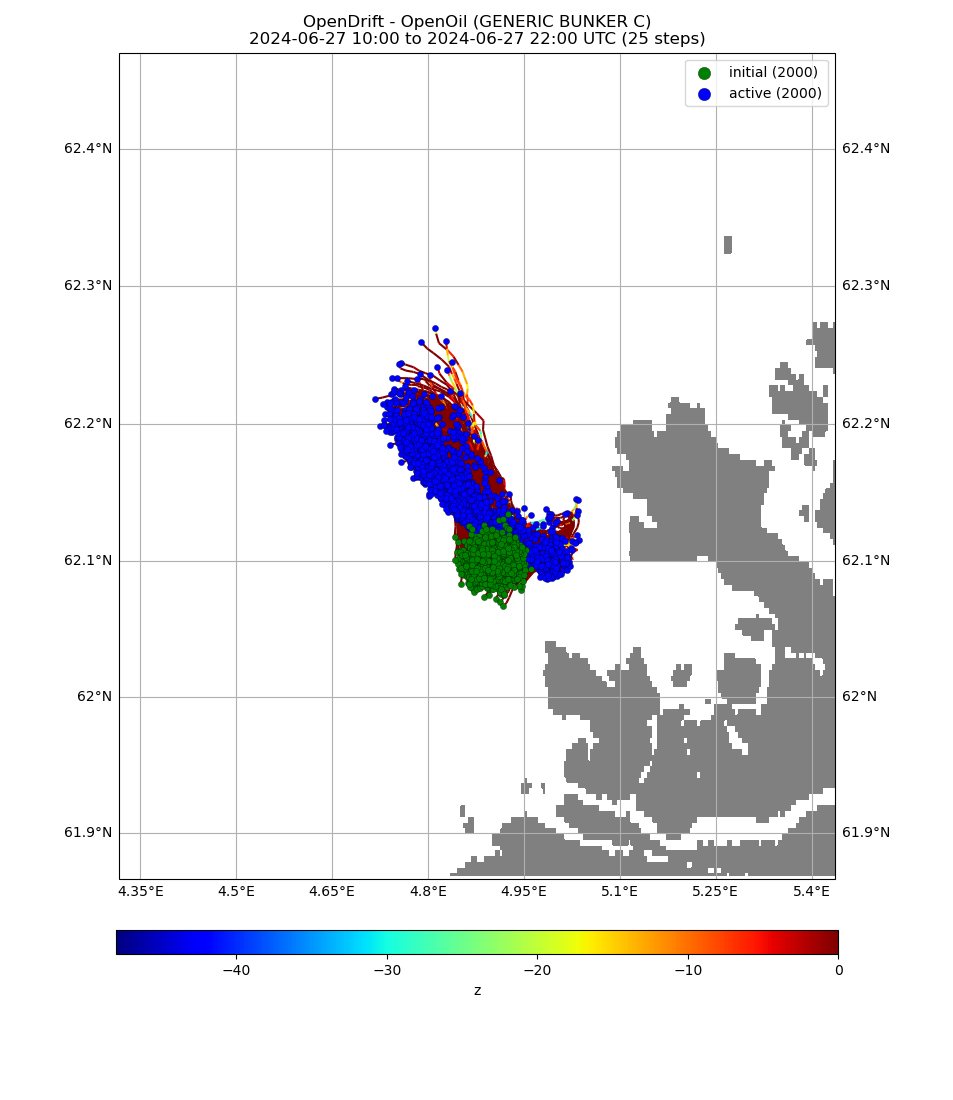 OpenDrift - OpenOil (GENERIC BUNKER C)
2024-06-27 10:00 to 2024-06-27 22:00 UTC (25 steps)
initial (2000)
active (2000)
62.4°N 62.4°N
62.3°N 62.3°N
62.2°N 62.2°N
62.1°N 62.1°N
62°N 62°N
61.9°N 61.9°N
4.35°E 4.5°E 4.65°E 4.8°E 4.95°E 5.1°E 5.25°E 5.4°E
−40 −30 −20 −10 0
z